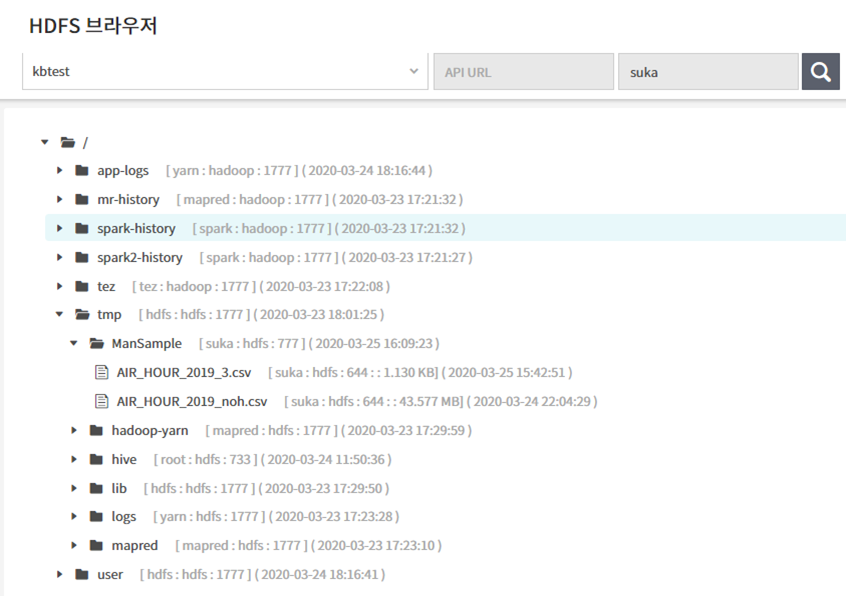 HDFS 브라우저
kbtest API URL suka
/
app-logs [ yarn : hadoop : 1777 ] ( 2020-03-24 18:16:44 )
mr-history [ mapred : hadoop : 1777 ] ( 2020-03-23 17:21:32 )
spark-history [ spark : hadoop : 1777 ] ( 2020-03-23 17:21:32 )
spark2-history [ spark : hadoop : 1777 ] ( 2020-03-23 17:21:27 )
tez [ tez : hadoop : 1777 ] ( 2020-03-23 17:22:08 )
tmp [ hdfs : hdfs : 1777 ] ( 2020-03-23 18:01:25 )
ManSample [ suka : hdfs : 777 ] ( 2020-03-25 16:09:23 )
AIR_HOUR_2019_3.csv [ suka : hdfs : 644 : : 1.130 KB] ( 2020-03-25 15:42:51 )
AIR_HOUR_2019_noh.csv [ suka : hdfs : 644 : : 43.577 MB] ( 2020-03-24 22:04:29 )
hadoop-yarn [ mapred : hdfs : 1777 ] ( 2020-03-23 17:29:59 )
hive [ root : hdfs : 733 ] ( 2020-03-24 11:50:36 )
lib [ hdfs : hdfs : 1777 ] ( 2020-03-23 17:29:50 )
logs [ yarn : hdfs : 1777 ] ( 2020-03-23 17:23:28 )
mapred [ mapred : hdfs : 1777 ] ( 2020-03-23 17:23:10 )
user [ hdfs : hdfs : 1777 ] ( 2020-03-24 18:16:41 )